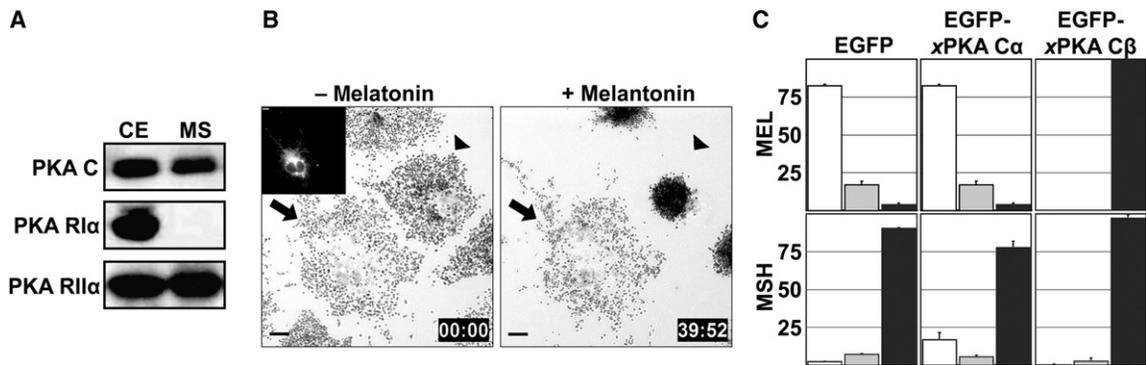 A
CE MS
PKA C
PKA RIα
PKA RIIα
B
– Melatonin
+ Melantonin
00:00
39:52
C
EGFP
EGFP-
xPKA Cα
EGFP-
xPKA Cβ
MEL
75
50
25
MSH
75
50
25